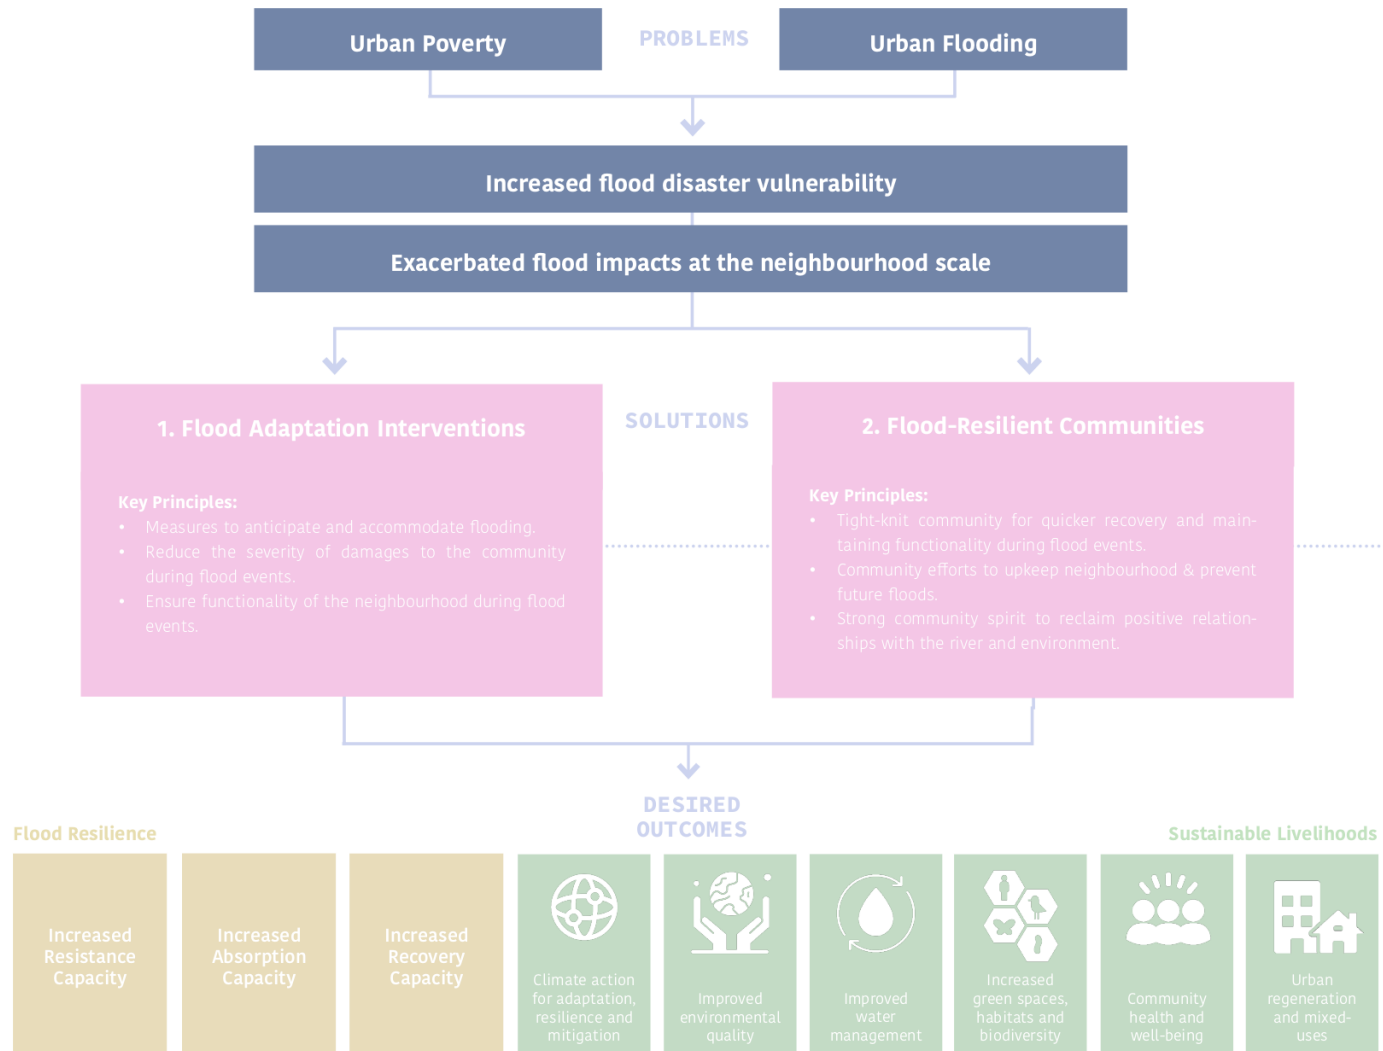 Urban Poverty
PROBLEMS
Urban Flooding
Increased flood disaster vulnerability
Exacerbated flood impacts at the neighbourhood scale
SOLUTIONS
1. Flood Adaptation Interventions
Key Principles:
• Measures to anticipate and accommodate flooding.
• Reduce the severity of damages to the community
during flood events.
• Ensure functionality of the neighbourhood during flood
events.
2. Flood-Resilient Communities
Key Principles:
• Tight-knit community for quicker recovery and main-
taining functionality during flood events.
• Community efforts to upkeep neighbourhood & prevent
future floods.
• Strong community spirit to reclaim positive relation-
ships with the river and environment.
DESIRED
OUTCOMES
Flood Resilience
Sustainable Livelihoods
Increased
Resistance
Capacity
Increased
Absorption
Capacity
Increased
Recovery
Capacity
Climate action
for adaptation,
resilience and
mitigation
Improved
environmental
quality
Improved
water
management
Increased
green spaces,
habitats and
biodiversity
Community
health and
well-being
Urban
regeneration
and mixed-
uses